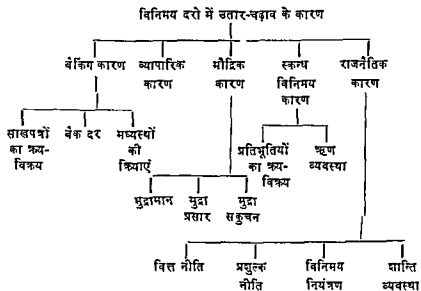 विनिमय दरो में उतार-चढ़ाव के कारण
बैंकिंग कारण व्यापारिक मौद्रिक स्कन्ध राजनैतिक
कारण कारण विनिमय कारण
कारण
साखपत्रों बैंक दर मध्यस्थों
का क्रय- की
विक्रय क्रियाएं
प्रतिभूतियों ऋण
का क्रय- व्यवस्था
विक्रय
मुद्रामान मुद्रा मुद्रा
प्रसार सकुचन
वित्त नीति प्रशुल्क विनिमय शान्ति
नीति नियंत्रण व्यवस्था